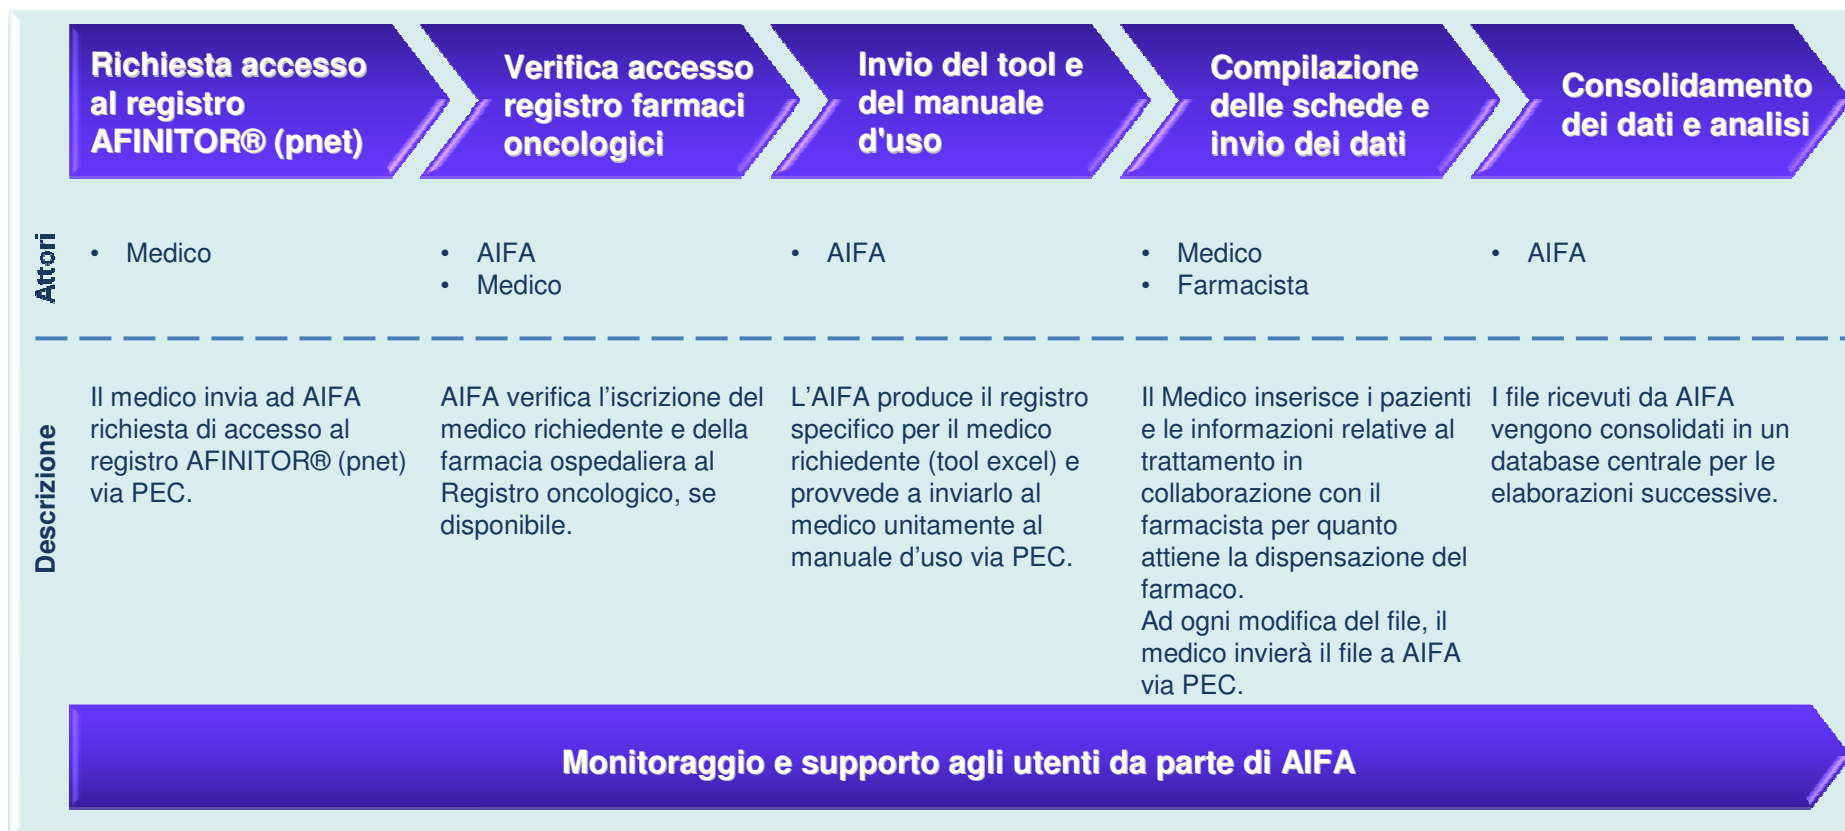 Richiesta accesso
al registro
AFINITOR® (pnet)
Verifica accesso
registro farmaci
oncologici
Invio del tool e
del manuale
d'uso
Compilazione
delle schede e
invio dei dati
Consolidamento
dei dati e analisi
Attori
• Medico
• AIFA
• Medico
• AIFA
• Medico
• Farmacista
• AIFA
Descrizione
Il medico invia ad AIFA
richiesta di accesso al
registro AFINITOR® (pnet)
via PEC.
AIFA verifica l’iscrizione del
medico richiedente e della
farmacia ospedaliera al
Registro oncologico, se
disponibile.
L’AIFA produce il registro
specifico per il medico
richiedente (tool excel) e
provvede a inviarlo al
medico unitamente al
manuale d’uso via PEC.
Il Medico inserisce i pazienti
e le informazioni relative al
trattamento in
collaborazione con il
farmacista per quanto
attiene la dispensazione del
farmaco.
Ad ogni modifica del file, il
medico invierà il file a AIFA
via PEC.
I file ricevuti da AIFA
vengono consolidati in un
database centrale per le
elaborazioni successive.
Monitoraggio e supporto agli utenti da parte di AIFA